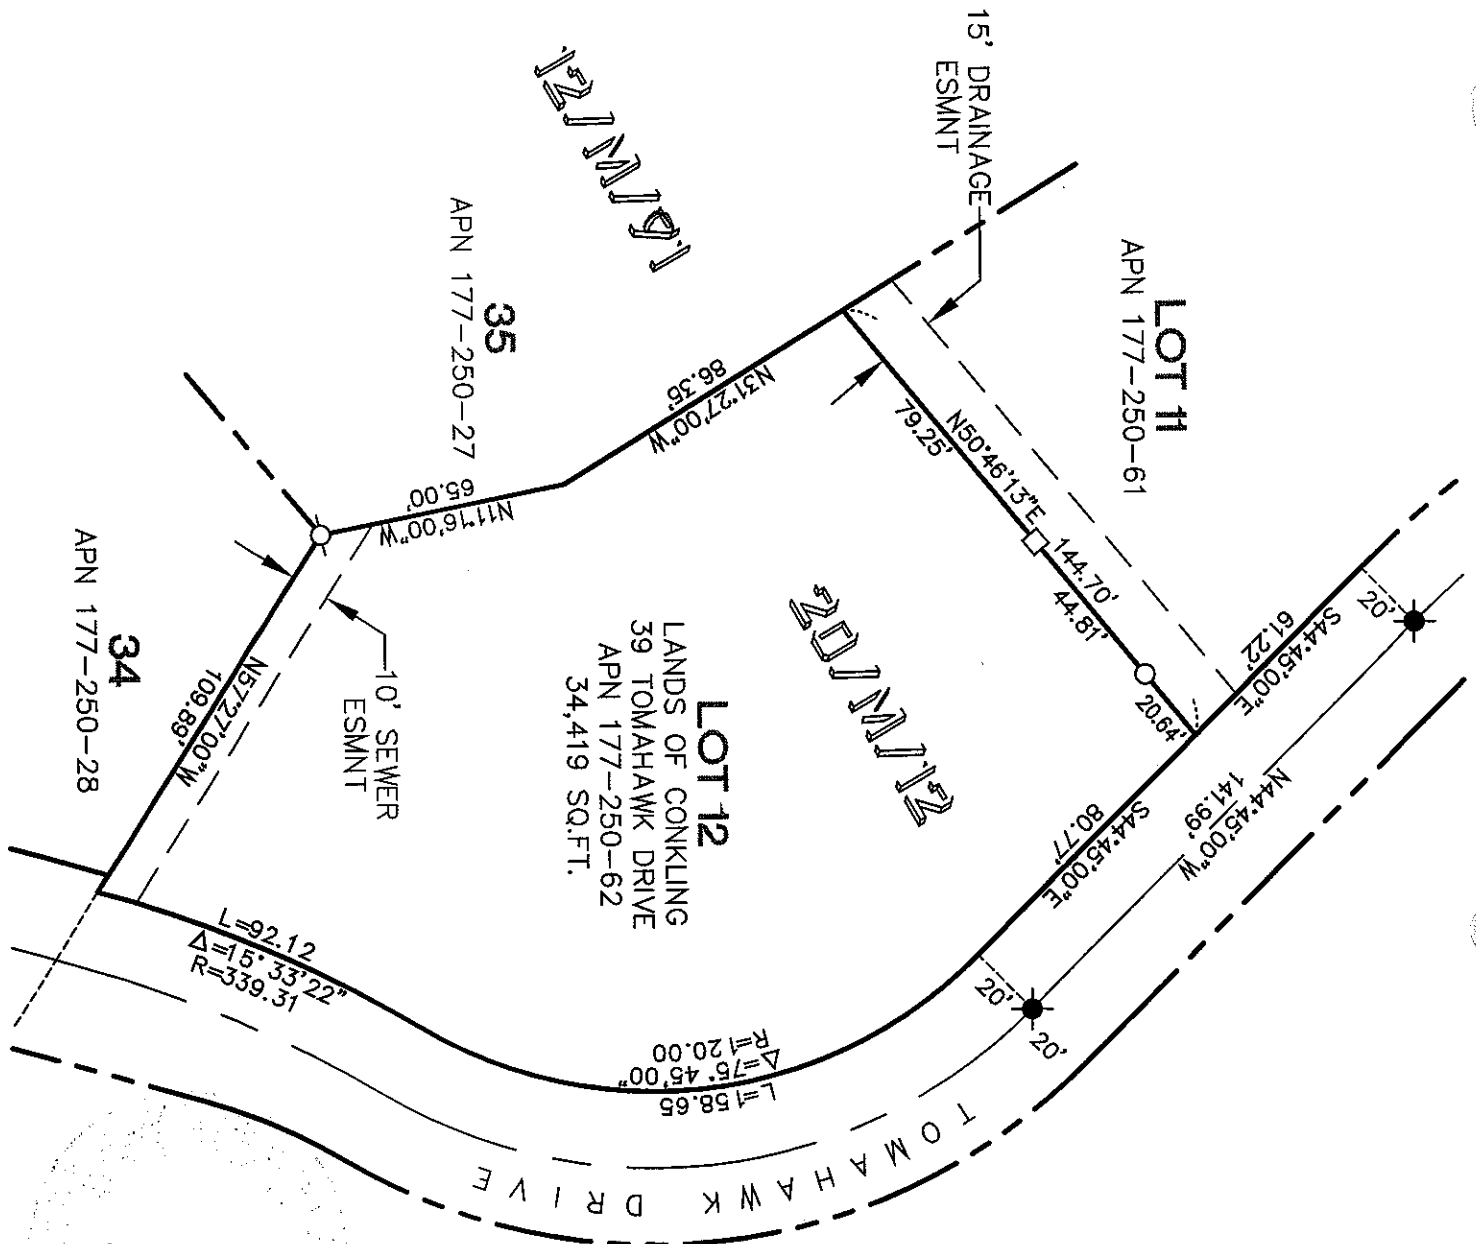 15' DRAINAGE
ESMNT
12/M/91
LOT 11
APN 177-250-61
35
APN 177-250-27
N31°27'00"W
86.35'
N11°16'00"W
65.00'
N50°46'13"E
144.70'
79.25'
44.81'
20.64'
S44°45'00"E
61.22'
20'
N44°45'00"W
141.99'
S44°45'00"E
80.77'
20'
20'
20/M/12
LOT 12
LANDS OF CONKLING
39 TOMAHAWK DRIVE
APN 177-250-62
34,419 SQ.FT.
10' SEWER
ESMNT
N57°27'00"W
109.89'
34
APN 177-250-28
L=92.12
Δ=15°33'22"
R=339.31
L=158.65
Δ=75°45'00"
R=120.00
TOMAHAWK DRIVE